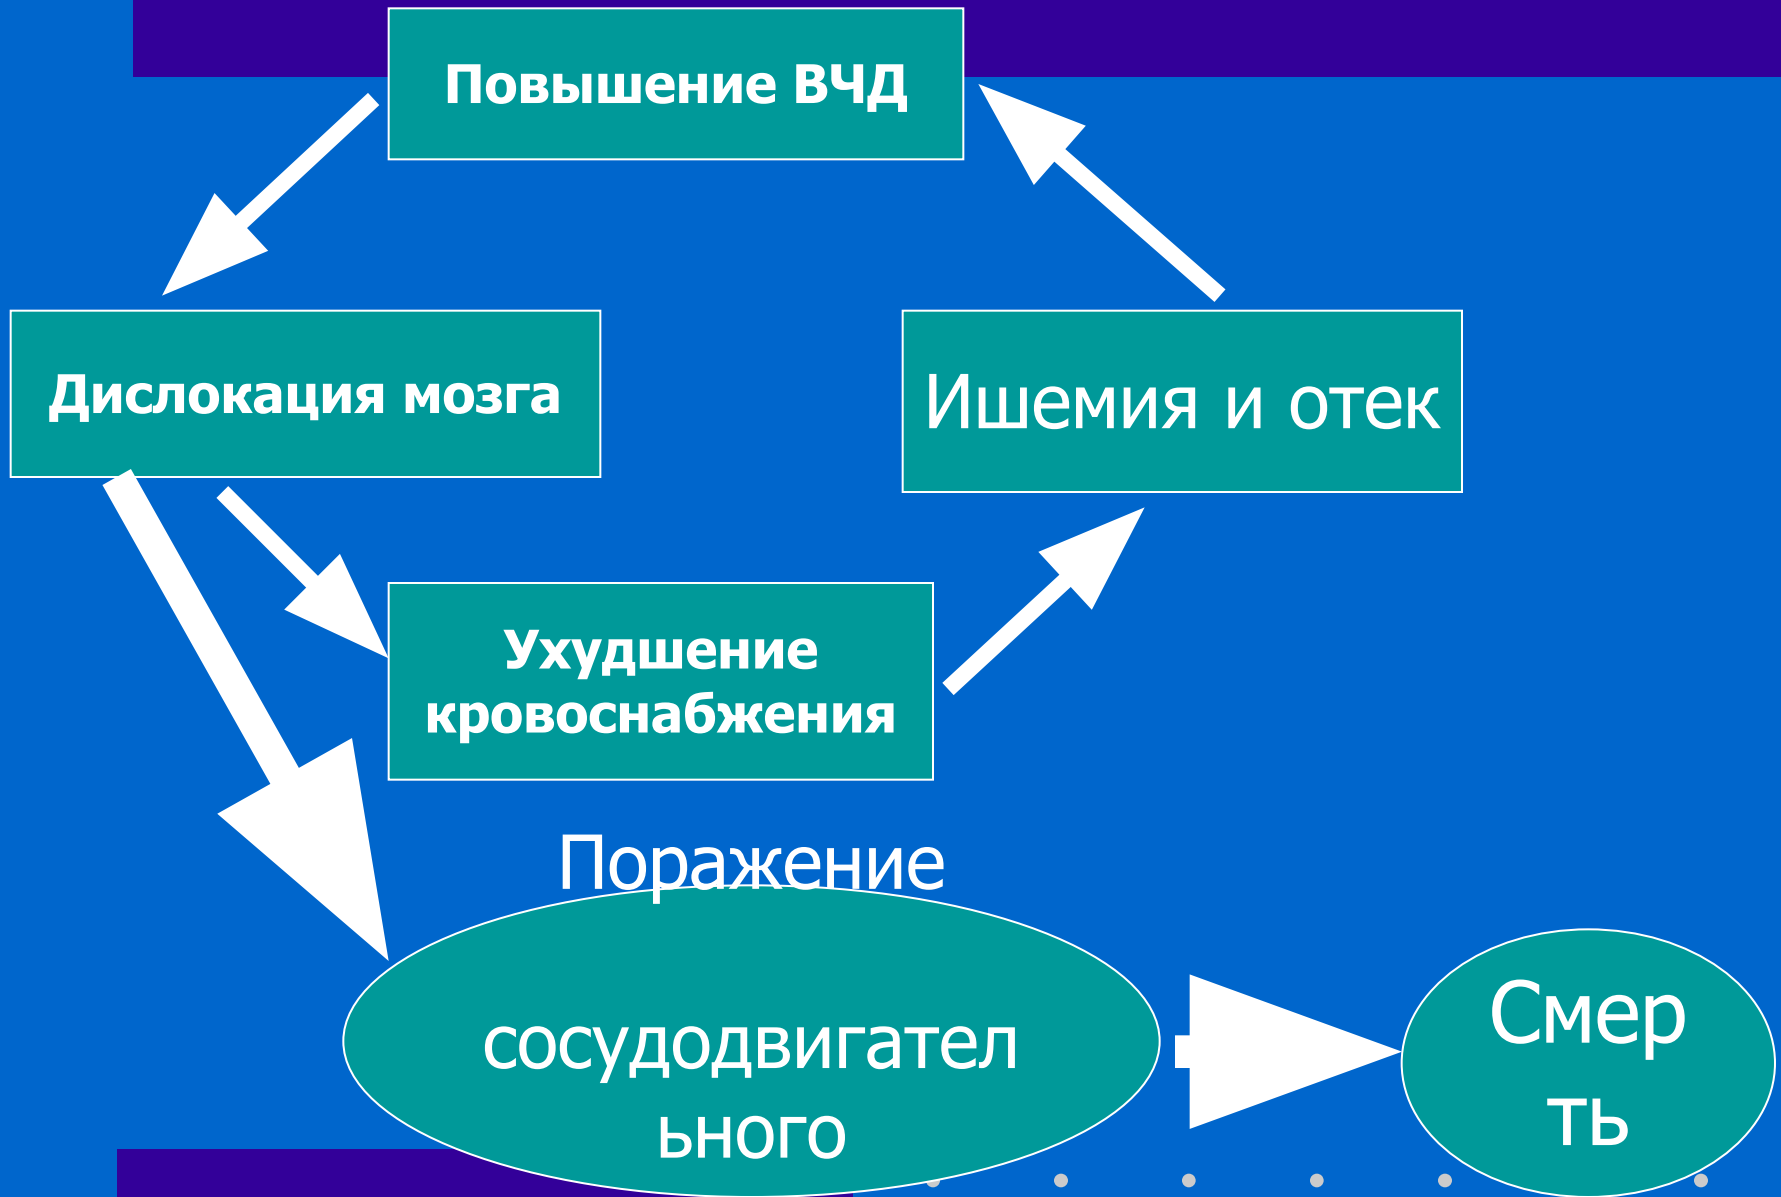 Повышение ВЧД
Дислокация мозга
Ишемия и отек
Ухудшение
кровоснабжения
Поражение
сосудодвигател
ьного
Смер
ть